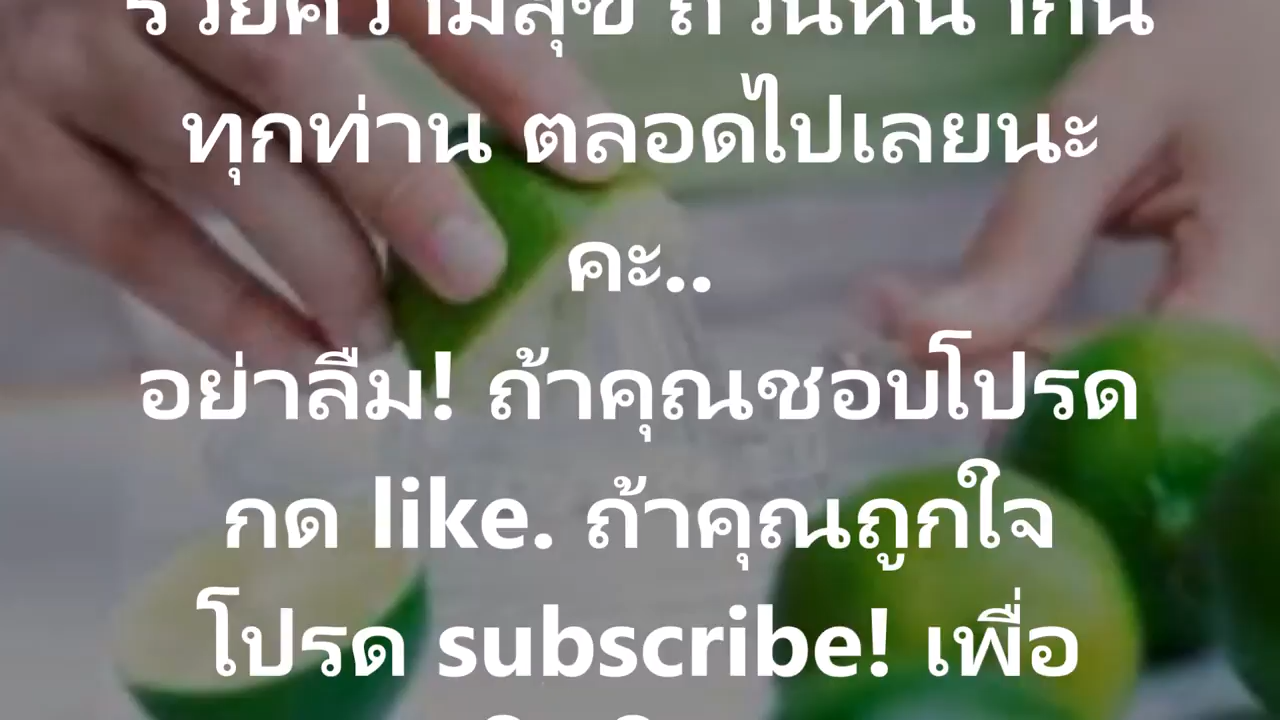 ทุกท่าน ตลอดไปเลยนะ
คะ..
อย่าลืม! ถ้าคุณชอบโปรด
กด like. ถ้าคุณถูกใจ
โปรด subscribe! เพื่อ